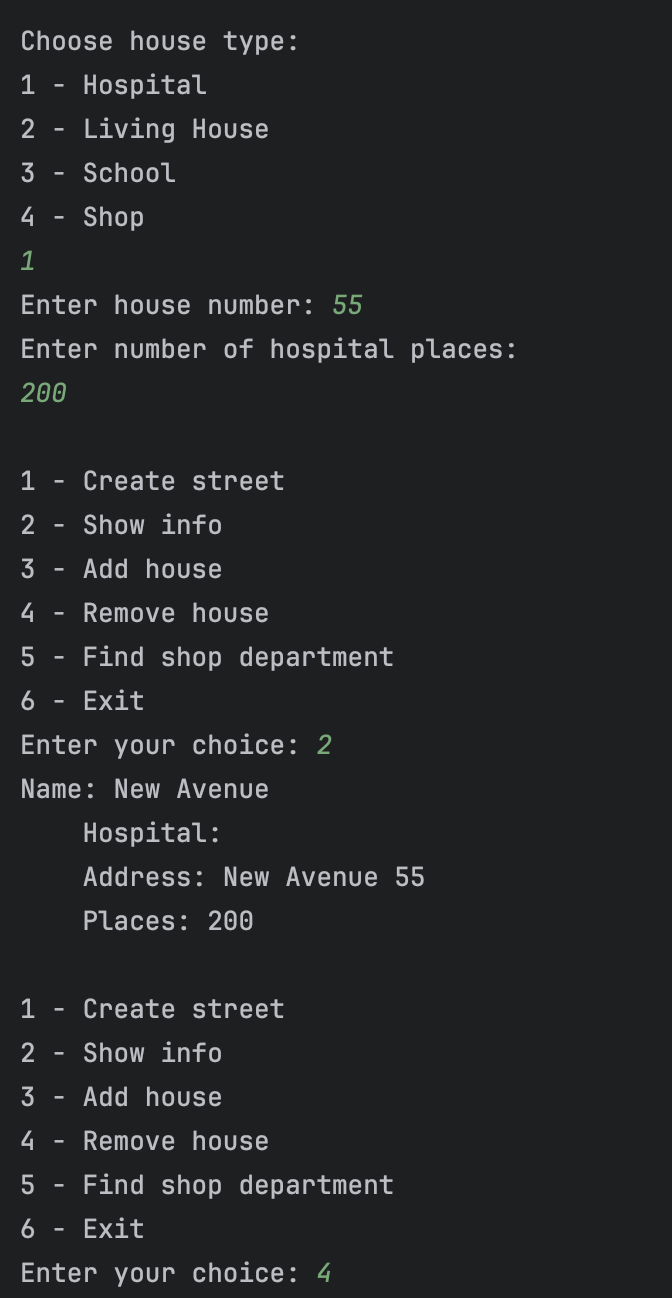 Choose house type:
1 - Hospital
2 - Living House
3 - School
4 - Shop
1
Enter house number: 55
Enter number of hospital places:
200
1 - Create street
2 - Show info
3 - Add house
4 - Remove house
5 - Find shop department
6 - Exit
Enter your choice: 2
Name: New Avenue
Hospital:
Address: New Avenue 55
Places: 200
1 - Create street
2 - Show info
3 - Add house
4 - Remove house
5 - Find shop department
6 - Exit
Enter your choice: 4